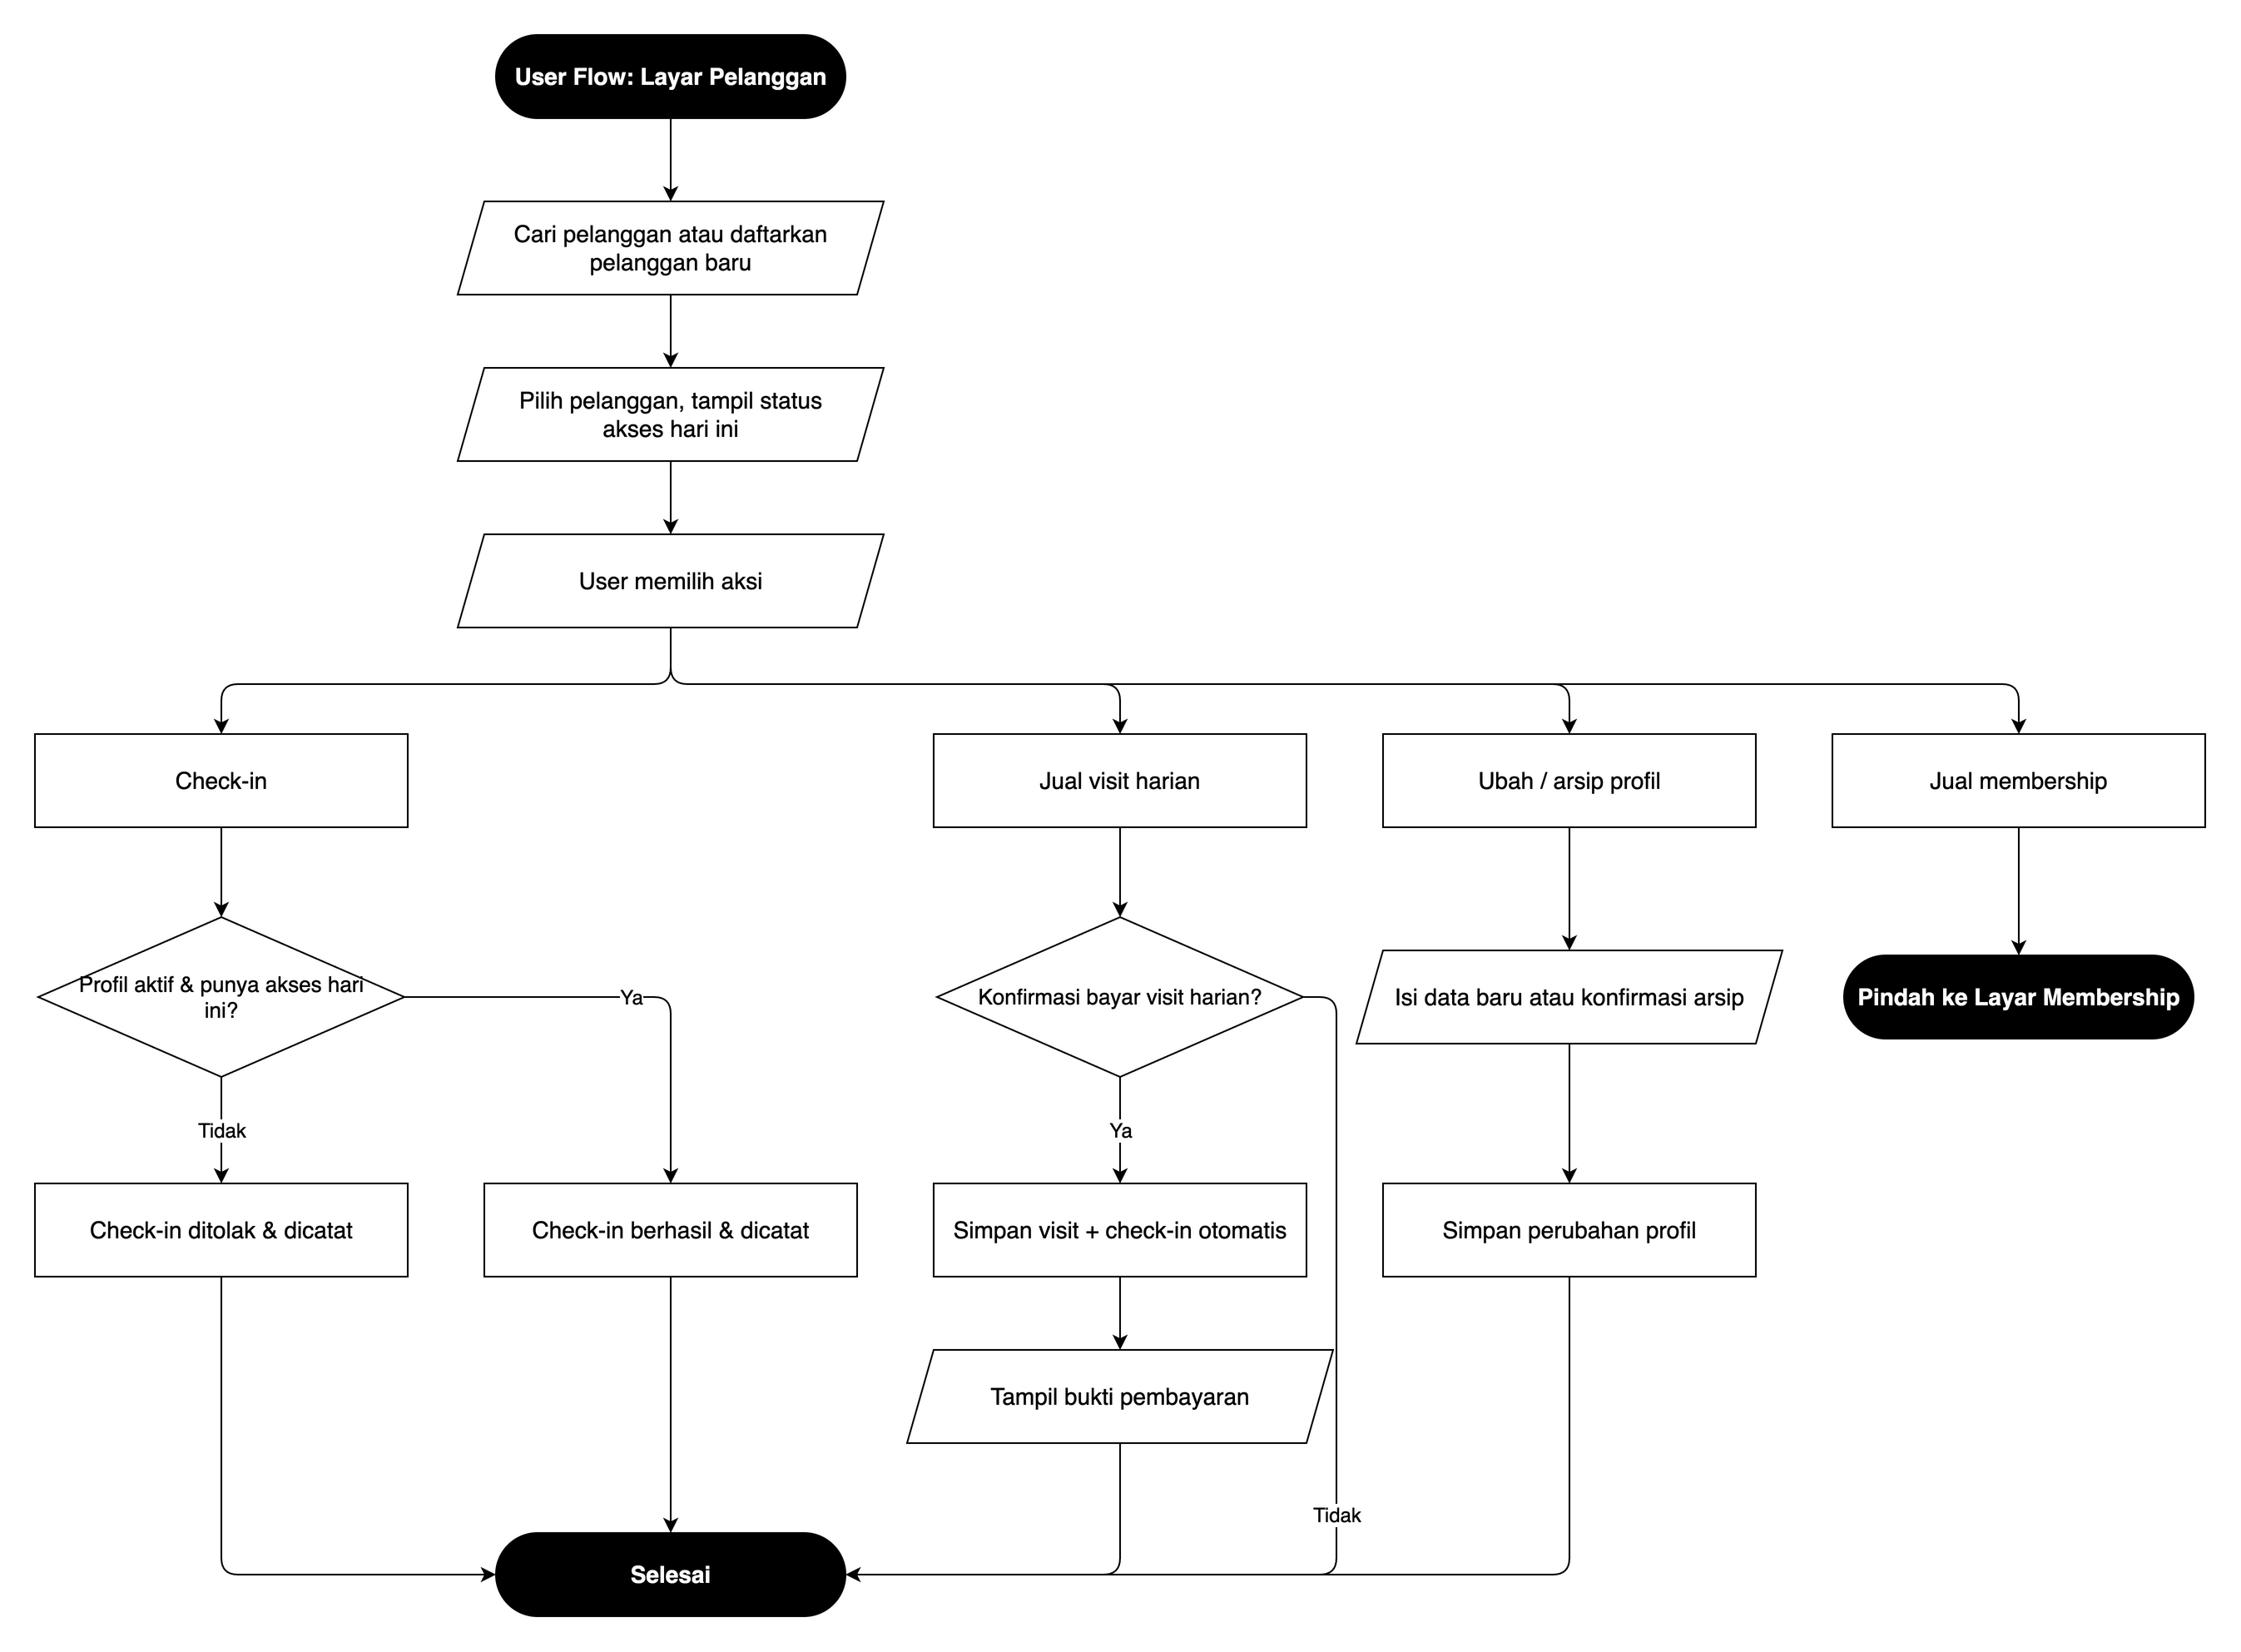 User Flow: Layar Pelanggan
Cari pelanggan atau daftarkan
pelanggan baru
Pilih pelanggan, tampil status
akses hari ini
User memilih aksi
Check-in
Jual visit harian
Ubah / arsip profil
Jual membership
Profil aktif & punya akses hari
ini?
Ya
Konfirmasi bayar visit harian?
Isi data baru atau konfirmasi arsip
Pindah ke Layar Membership
Tidak
Ya
Check-in ditolak & dicatat
Check-in berhasil & dicatat
Simpan visit + check-in otomatis
Simpan perubahan profil
Tampil bukti pembayaran
Tidak
Selesai